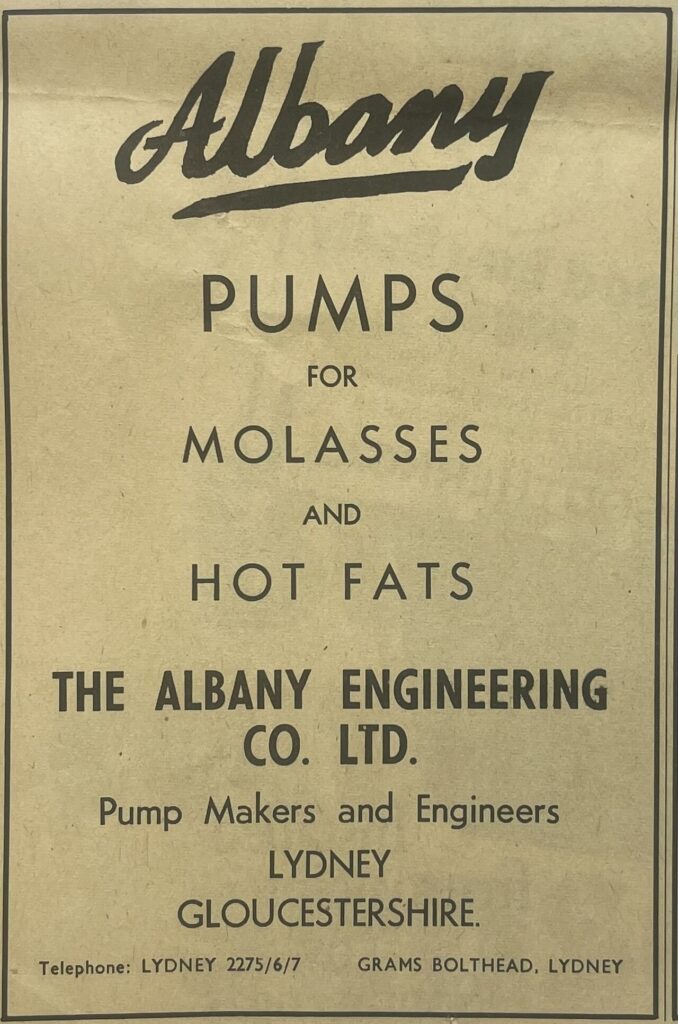 Albany
PUMPS
FOR
MOLASSES
AND
HOT FATS
THE ALBANY ENGINEERING
CO. LTD.
Pump Makers and Engineers
LYDNEY
GLOUCESTERSHIRE.
Telephone: LYDNEY 2275/6/7 GRAMS BOLTHEAD, LYDNEY